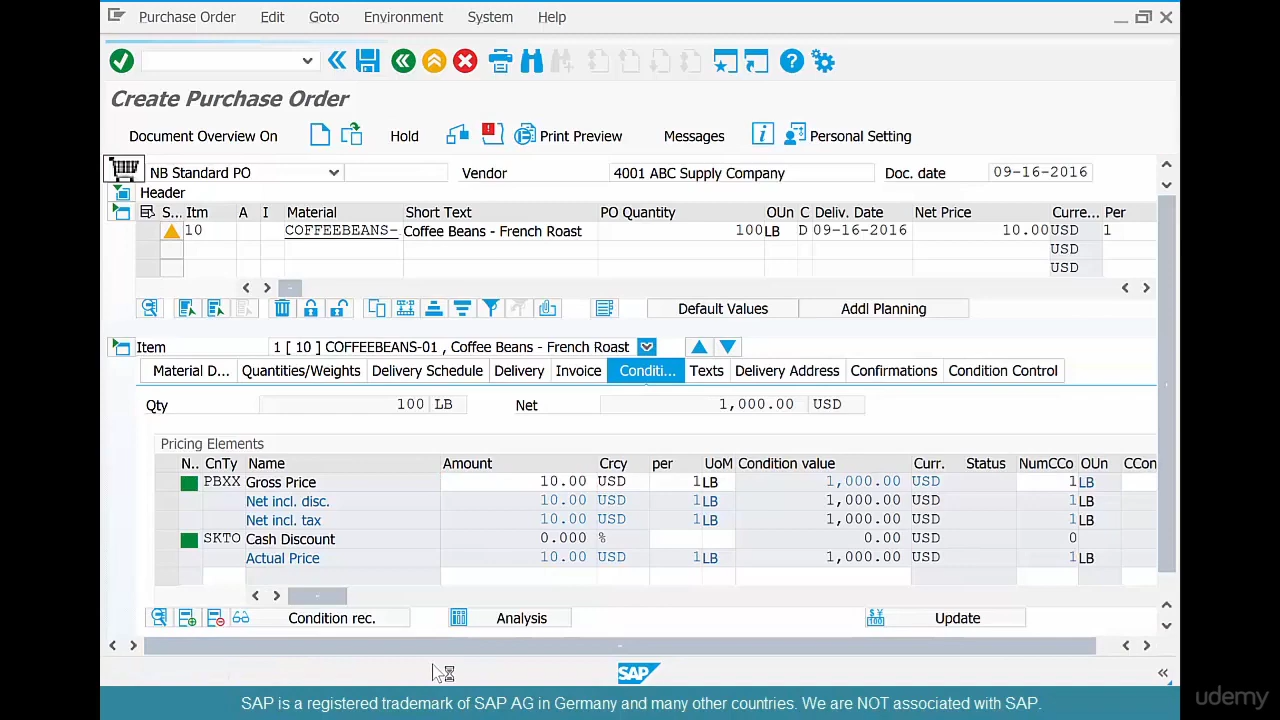 Purchase Order Edit Goto Environment System Help
Create Purchase Order
Document Overview On Hold Print Preview Messages Personal Setting
NB Standard PO Vendor 4001 ABC Supply Company Doc. date 09-16-2016
Header
S... Itm A I Material Short Text PO Quantity OUn C Deliv. Date Net Price Curre... Per
10 COFFEEBEANS- Coffee Beans - French Roast 100 LB D 09-16-2016 10.00 USD 1
USD
USD
Default Values Addl Planning
Item 1 [ 10 ] COFFEEBEANS-01 , Coffee Beans - French Roast
Material D... Quantities/Weights Delivery Schedule Delivery Invoice Conditi... Texts Delivery Address Confirmations Condition Control
Qty 100 LB Net 1,000.00 USD
Pricing Elements
N.. CnTy Name Amount Crcy per UoM Condition value Curr. Status NumCCo OUn CCon
PBXX Gross Price 10.00 USD 1 LB 1,000.00 USD 1 LB
Net incl. disc. 10.00 USD 1 LB 1,000.00 USD 1 LB
Net incl. tax 10.00 USD 1 LB 1,000.00 USD 1 LB
SKTO Cash Discount 0.000 % 0.00 USD 0
Actual Price 10.00 USD 1 LB 1,000.00 USD 1 LB
Condition rec. Analysis Update
SAP
SAP is a registered trademark of SAP AG in Germany and many other countries. We are NOT associated with SAP.
udemy